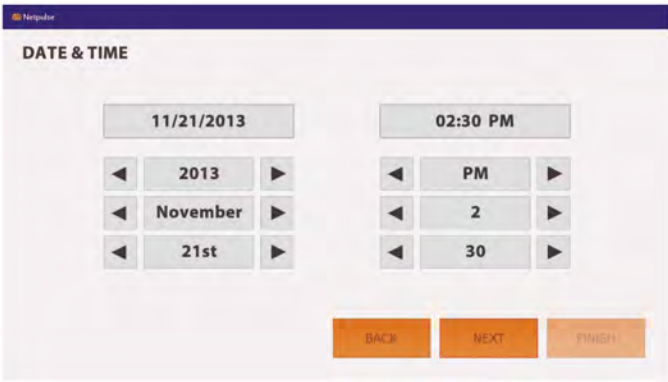 Netpulse
DATE & TIME
11/21/2013
02:30 PM
2013
PM
November
2
21st
30
BACK
NEXT
FINISH